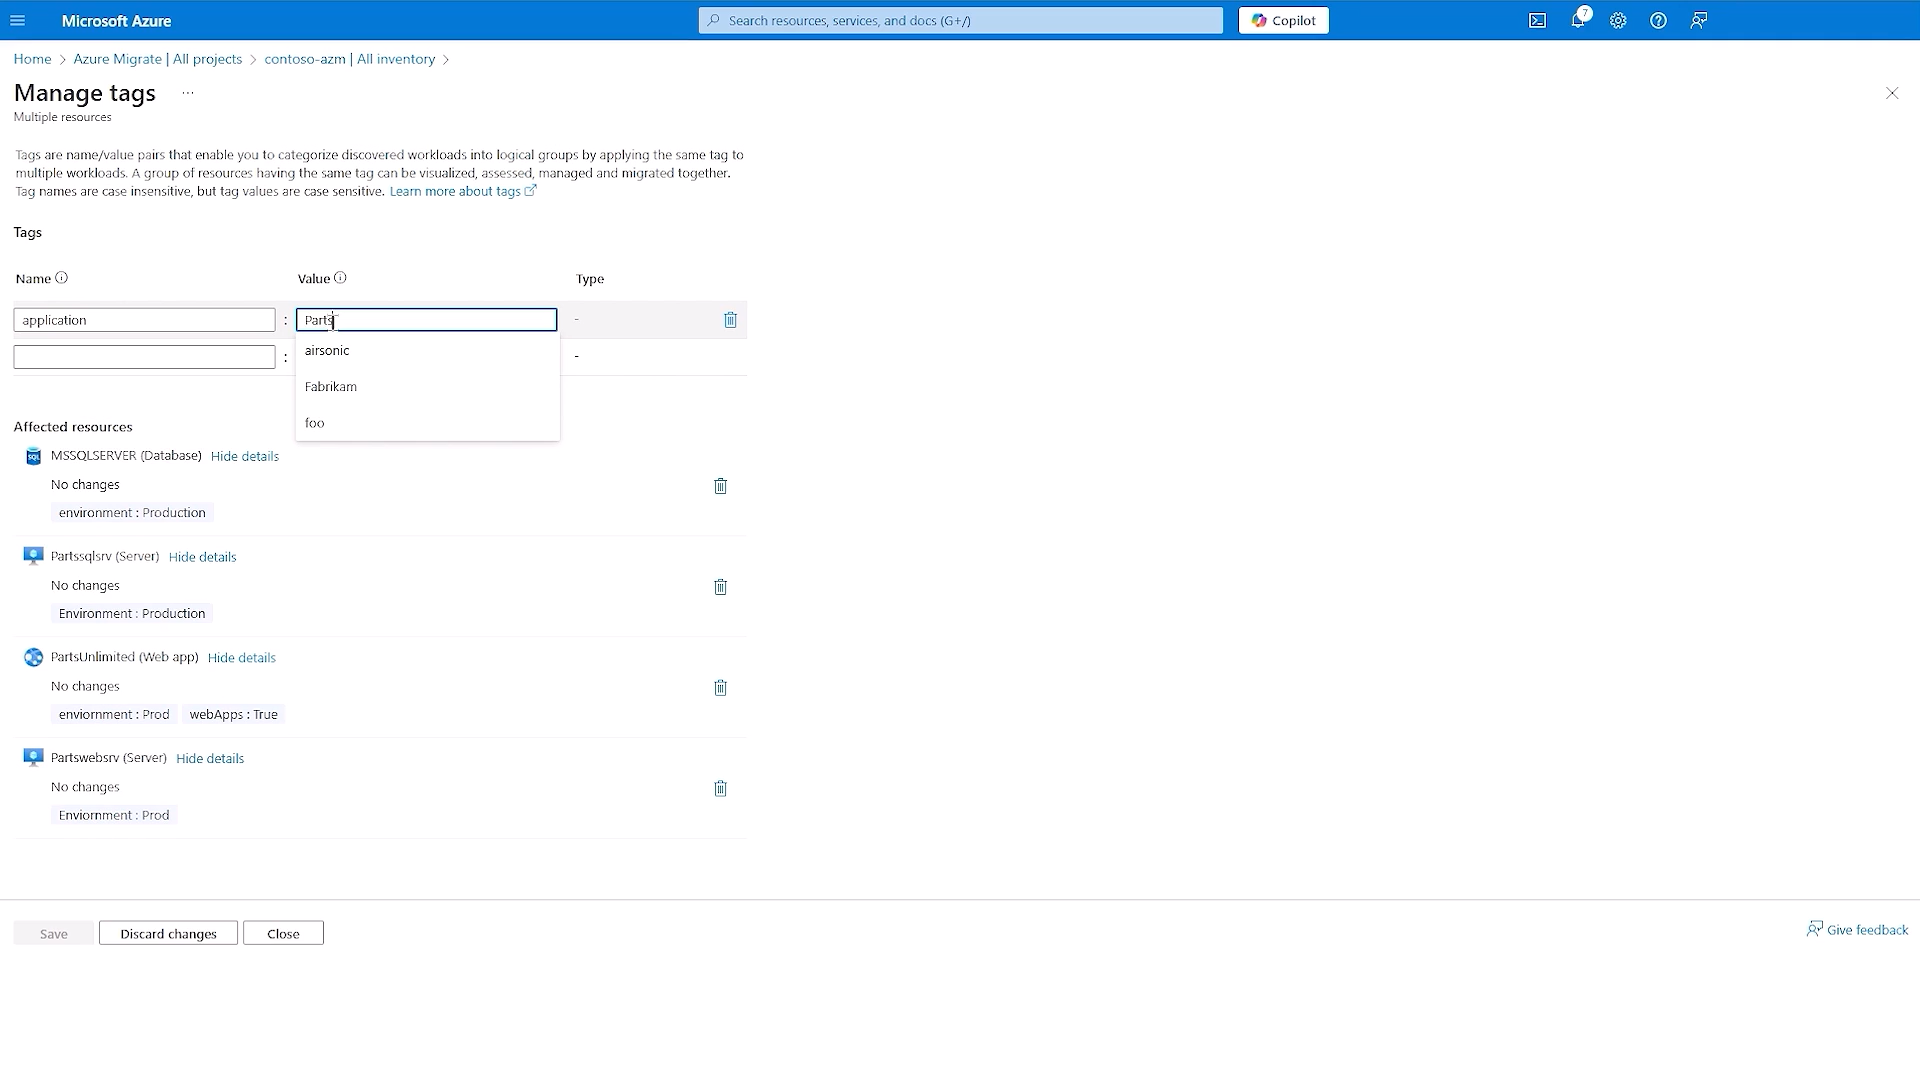 Microsoft Azure
Search resources, services, and docs (G+/)
Copilot
7
Home > Azure Migrate | All projects > contoso-azm | All inventory >
Manage tags ...
Multiple resources
Tags are name/value pairs that enable you to categorize discovered workloads into logical groups by applying the same tag to
multiple workloads. A group of resources having the same tag can be visualized, assessed, managed and migrated together.
Tag names are case insensitive, but tag values are case sensitive. Learn more about tags
Tags
Name Value Type
application : Parts -
: -
airsonic
Fabrikam
foo
Affected resources
MSSQLSERVER (Database) Hide details
No changes
environment : Production
Partssqlsrv (Server) Hide details
No changes
Environment : Production
PartsUnlimited (Web app) Hide details
No changes
enviornment : Prod webApps : True
Partswebsrv (Server) Hide details
No changes
Enviornment : Prod
Save Discard changes Close
Give feedback